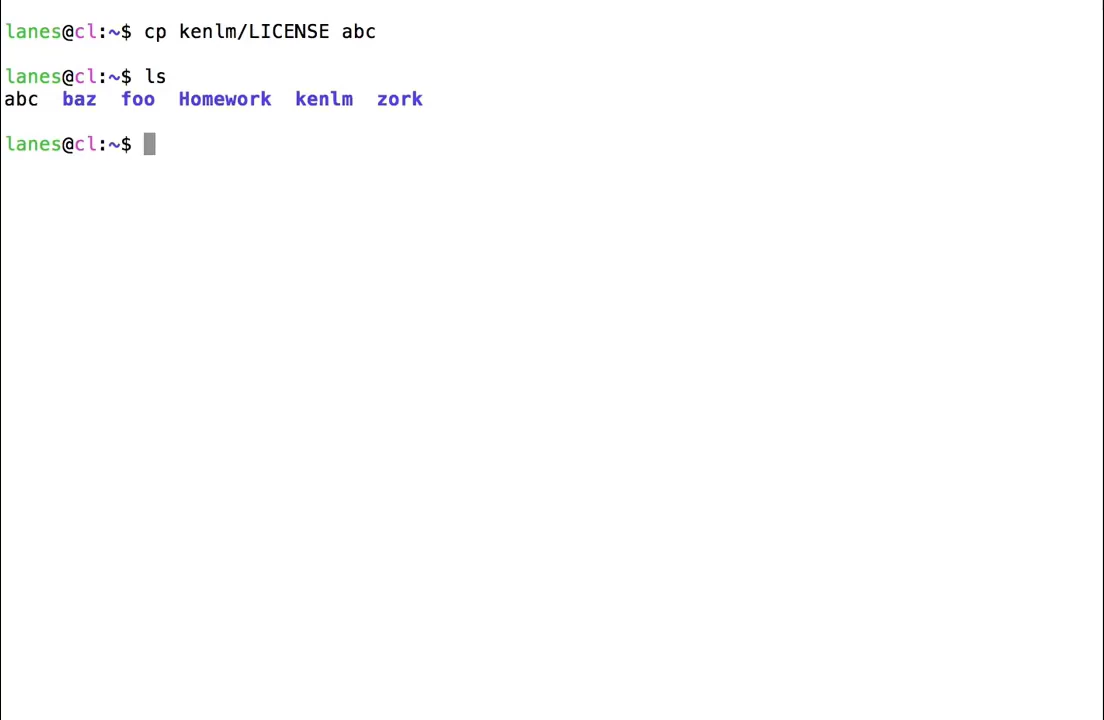 lanes@cl:~$ cp kenlm/LICENSE abc
lanes@cl:~$ ls
abc  baz  foo  Homework  kenlm  zork
lanes@cl:~$